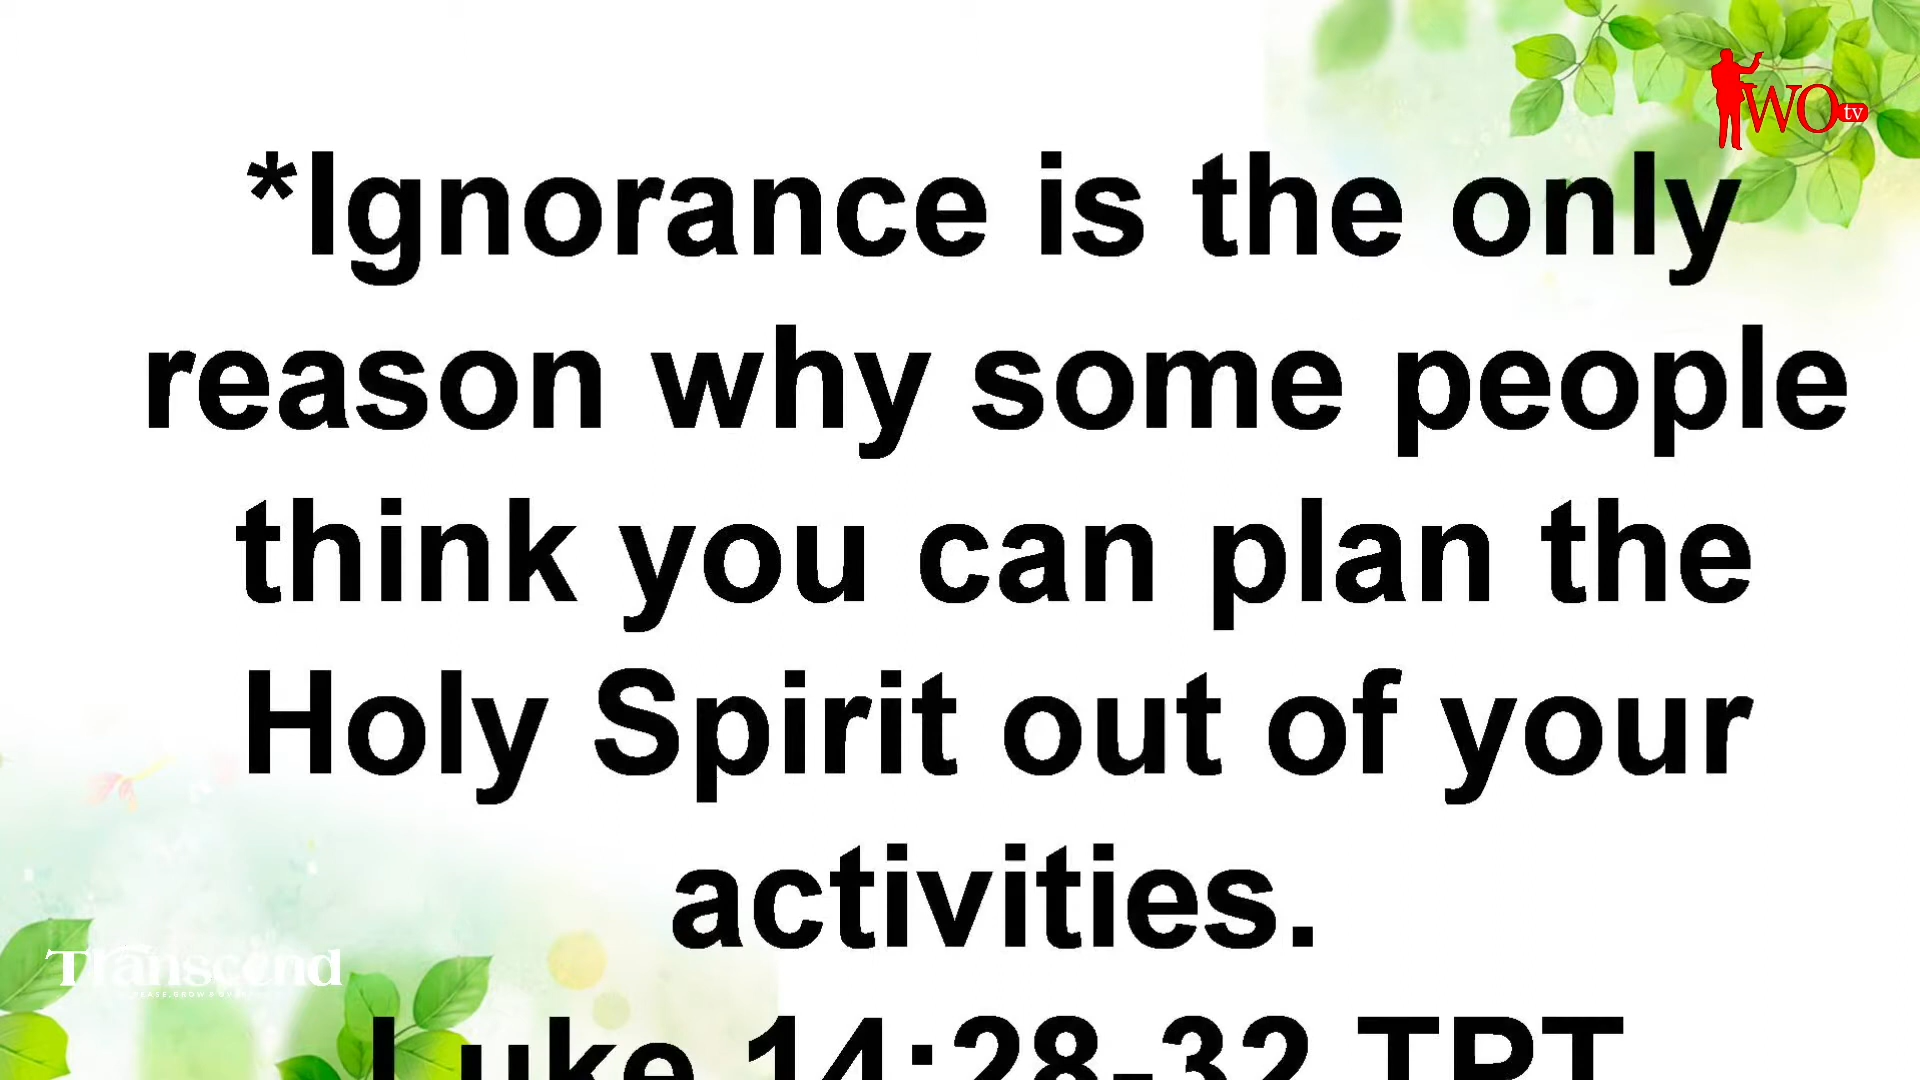 WO tv
*Ignorance is the only
reason why some people
think you can plan the
Holy Spirit out of your
activities.
Luke 14:28-32 TPT
Transcend